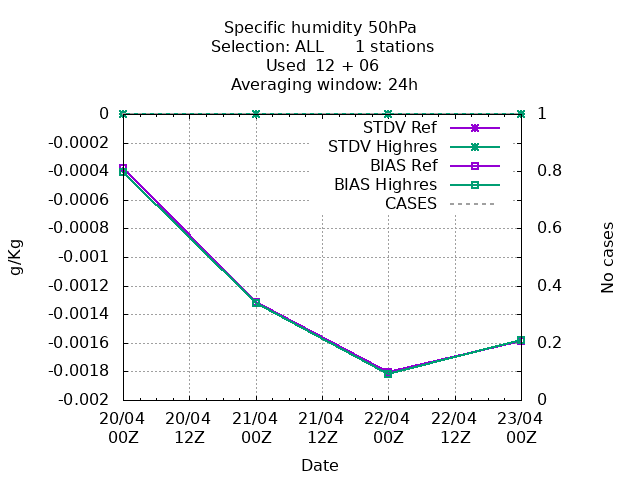 Specific humidity 50hPa
Selection: ALL 1 stations
Used 12 + 06
Averaging window: 24h
STDV Ref
STDV Highres
BIAS Ref
BIAS Highres
CASES
0
-0.0002
-0.0004
-0.0006
-0.0008
-0.001
-0.0012
-0.0014
-0.0016
-0.0018
-0.002
1
0.8
0.6
0.4
0.2
0
g/Kg
No cases
20/04 20/04 21/04 21/04 22/04 22/04 23/04
00Z 12Z 00Z 12Z 00Z 12Z 00Z
Date